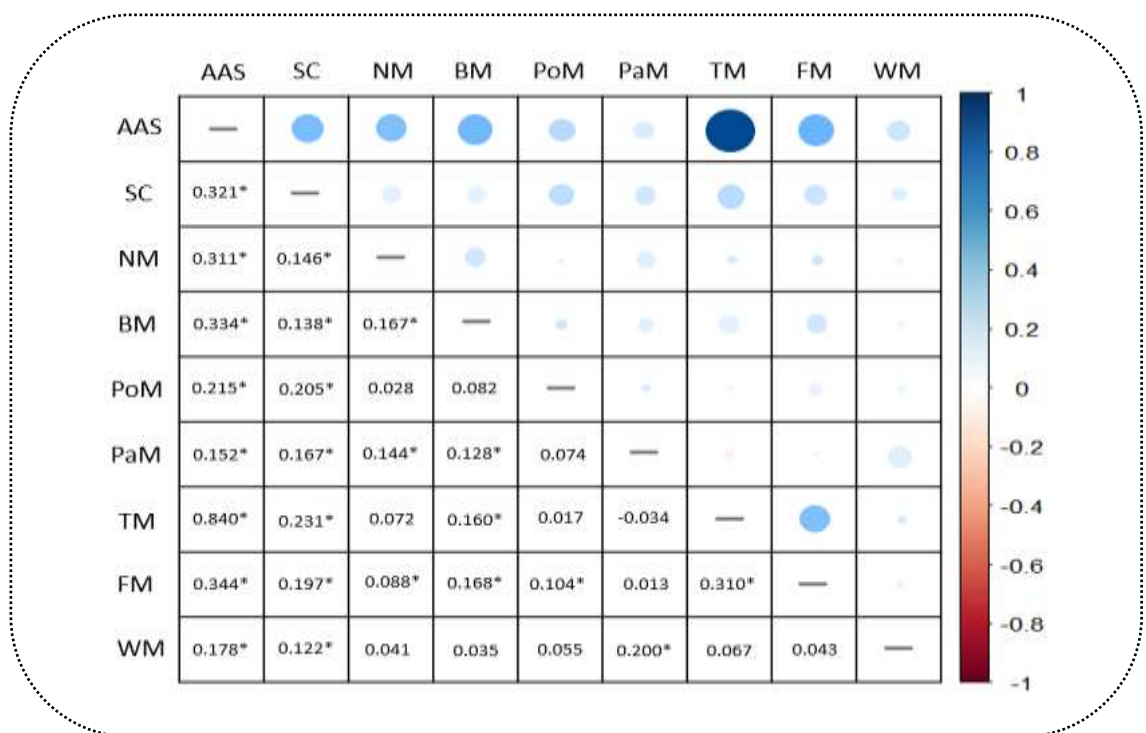 AAS SC NM BM PoM PaM TM FM WM
AAS — 1
SC 0.321* — 0.8
NM 0.311* 0.146* — 0.6
BM 0.334* 0.138* 0.167* — 0.4
PoM 0.215* 0.205* 0.028 0.082 — 0.2
PaM 0.152* 0.167* 0.144* 0.128* 0.074 — 0
TM 0.840* 0.231* 0.072 0.160* 0.017 -0.034 — -0.2
FM 0.344* 0.197* 0.088* 0.168* 0.104* 0.013 0.310* — -0.4
WM 0.178* 0.122* 0.041 0.035 0.055 0.200* 0.067 0.043 — -0.6
-0.8
-1